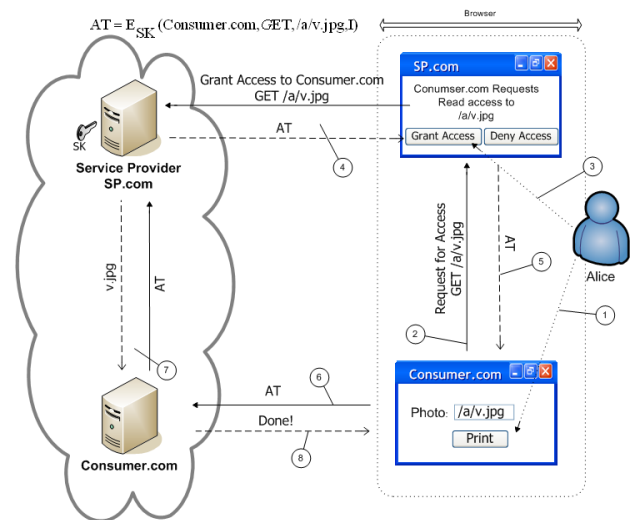 AT = E_SK (Consumer.com, GET, /a/v.jpg,I)
Browser
SP.com
Conumser.com Requests
Read access to
/a/v.jpg
Grant Access
Deny Access
Grant Access to Consumer.com
GET /a/v.jpg
AT
4
SK
Service Provider
SP.com
3
Alice
v.jpg
AT
Request for Access
GET /a/v.jpg
AT
5
1
2
7
6
AT
Done!
8
Consumer.com
Consumer.com
Photo:
/a/v.jpg
Print